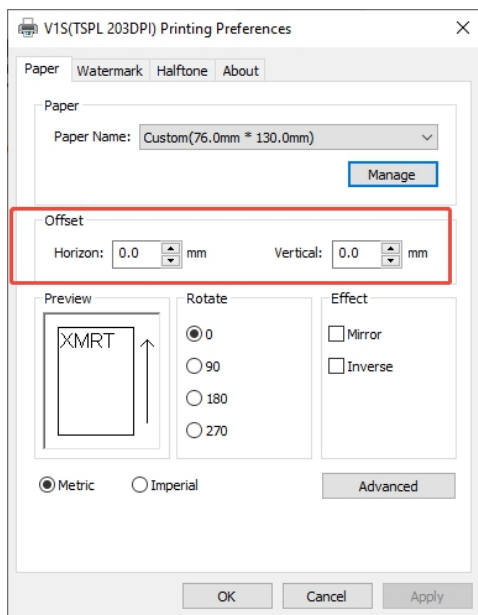 V1S(TSPL 203DPI) Printing Preferences
Paper Watermark Halftone About
Paper
Paper Name: Custom(76.0mm * 130.0mm)
Manage
Offset
Horizon: 0.0 mm Vertical: 0.0 mm
Preview Rotate Effect
XMRT
0 Mirror
90 Inverse
180
270
Metric Imperial Advanced
OK Cancel Apply